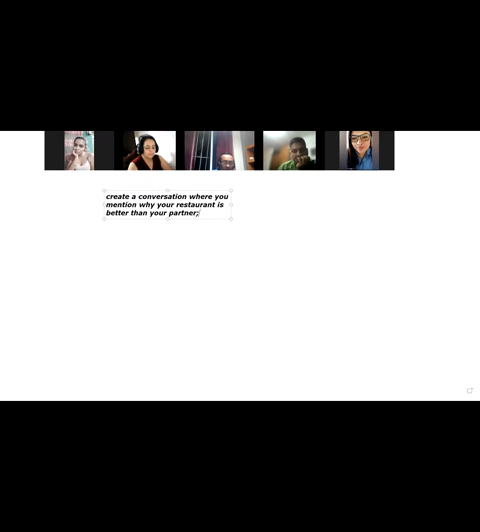 create a conversation where you
mention why your restaurant is
better than your partner;